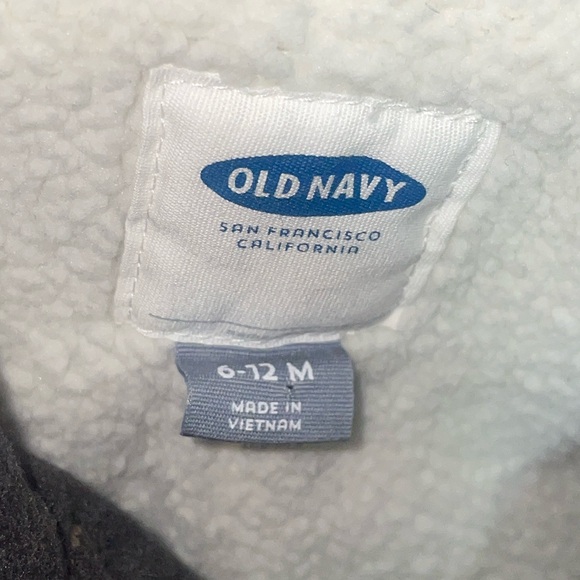 OLD NAVY
SAN FRANCISCO
CALIFORNIA
6-12 M
MADE IN
VIETNAM